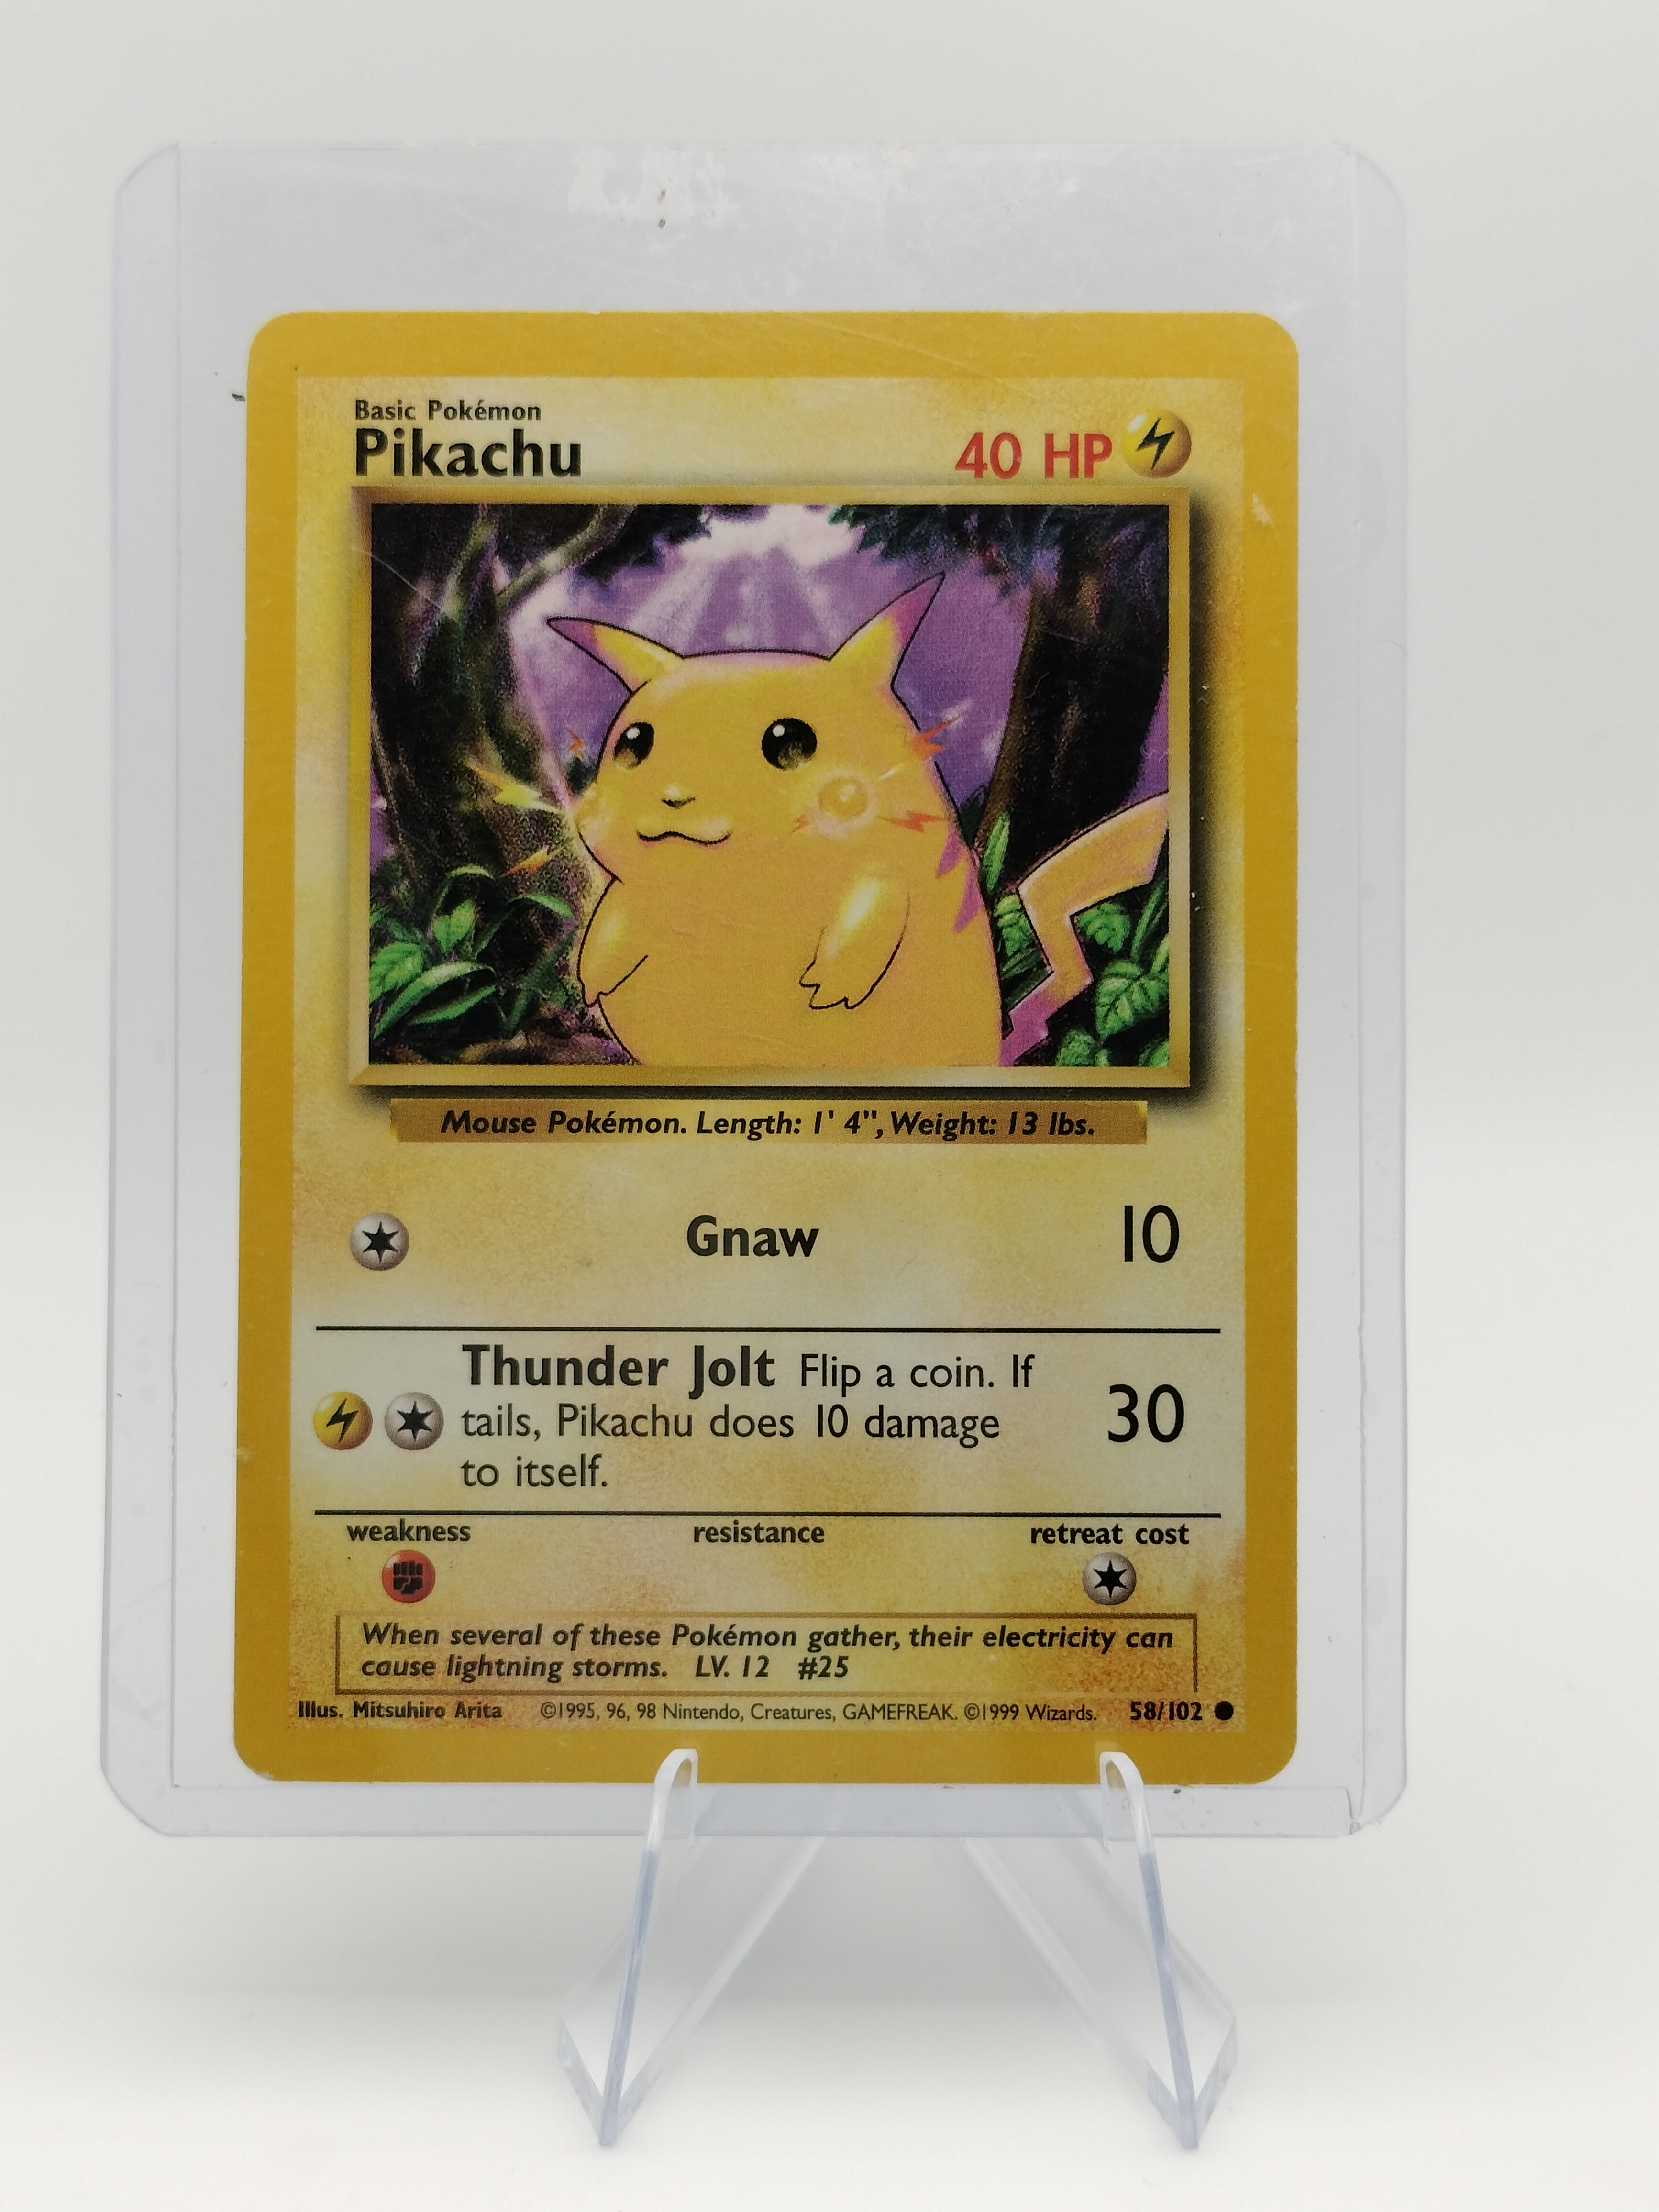 Basic Pokémon
Pikachu
40 HP
Mouse Pokémon. Length: 1' 4", Weight: 13 lbs.
Gnaw 10
Thunder Jolt Flip a coin. If
tails, Pikachu does 10 damage
to itself.
30
weakness resistance retreat cost
When several of these Pokémon gather, their electricity can
cause lightning storms. LV. 12 #25
Illus. Mitsuhiro Arita ©1995, 96, 98 Nintendo, Creatures, GAMEFREAK. ©1999 Wizards. 58/102 ●